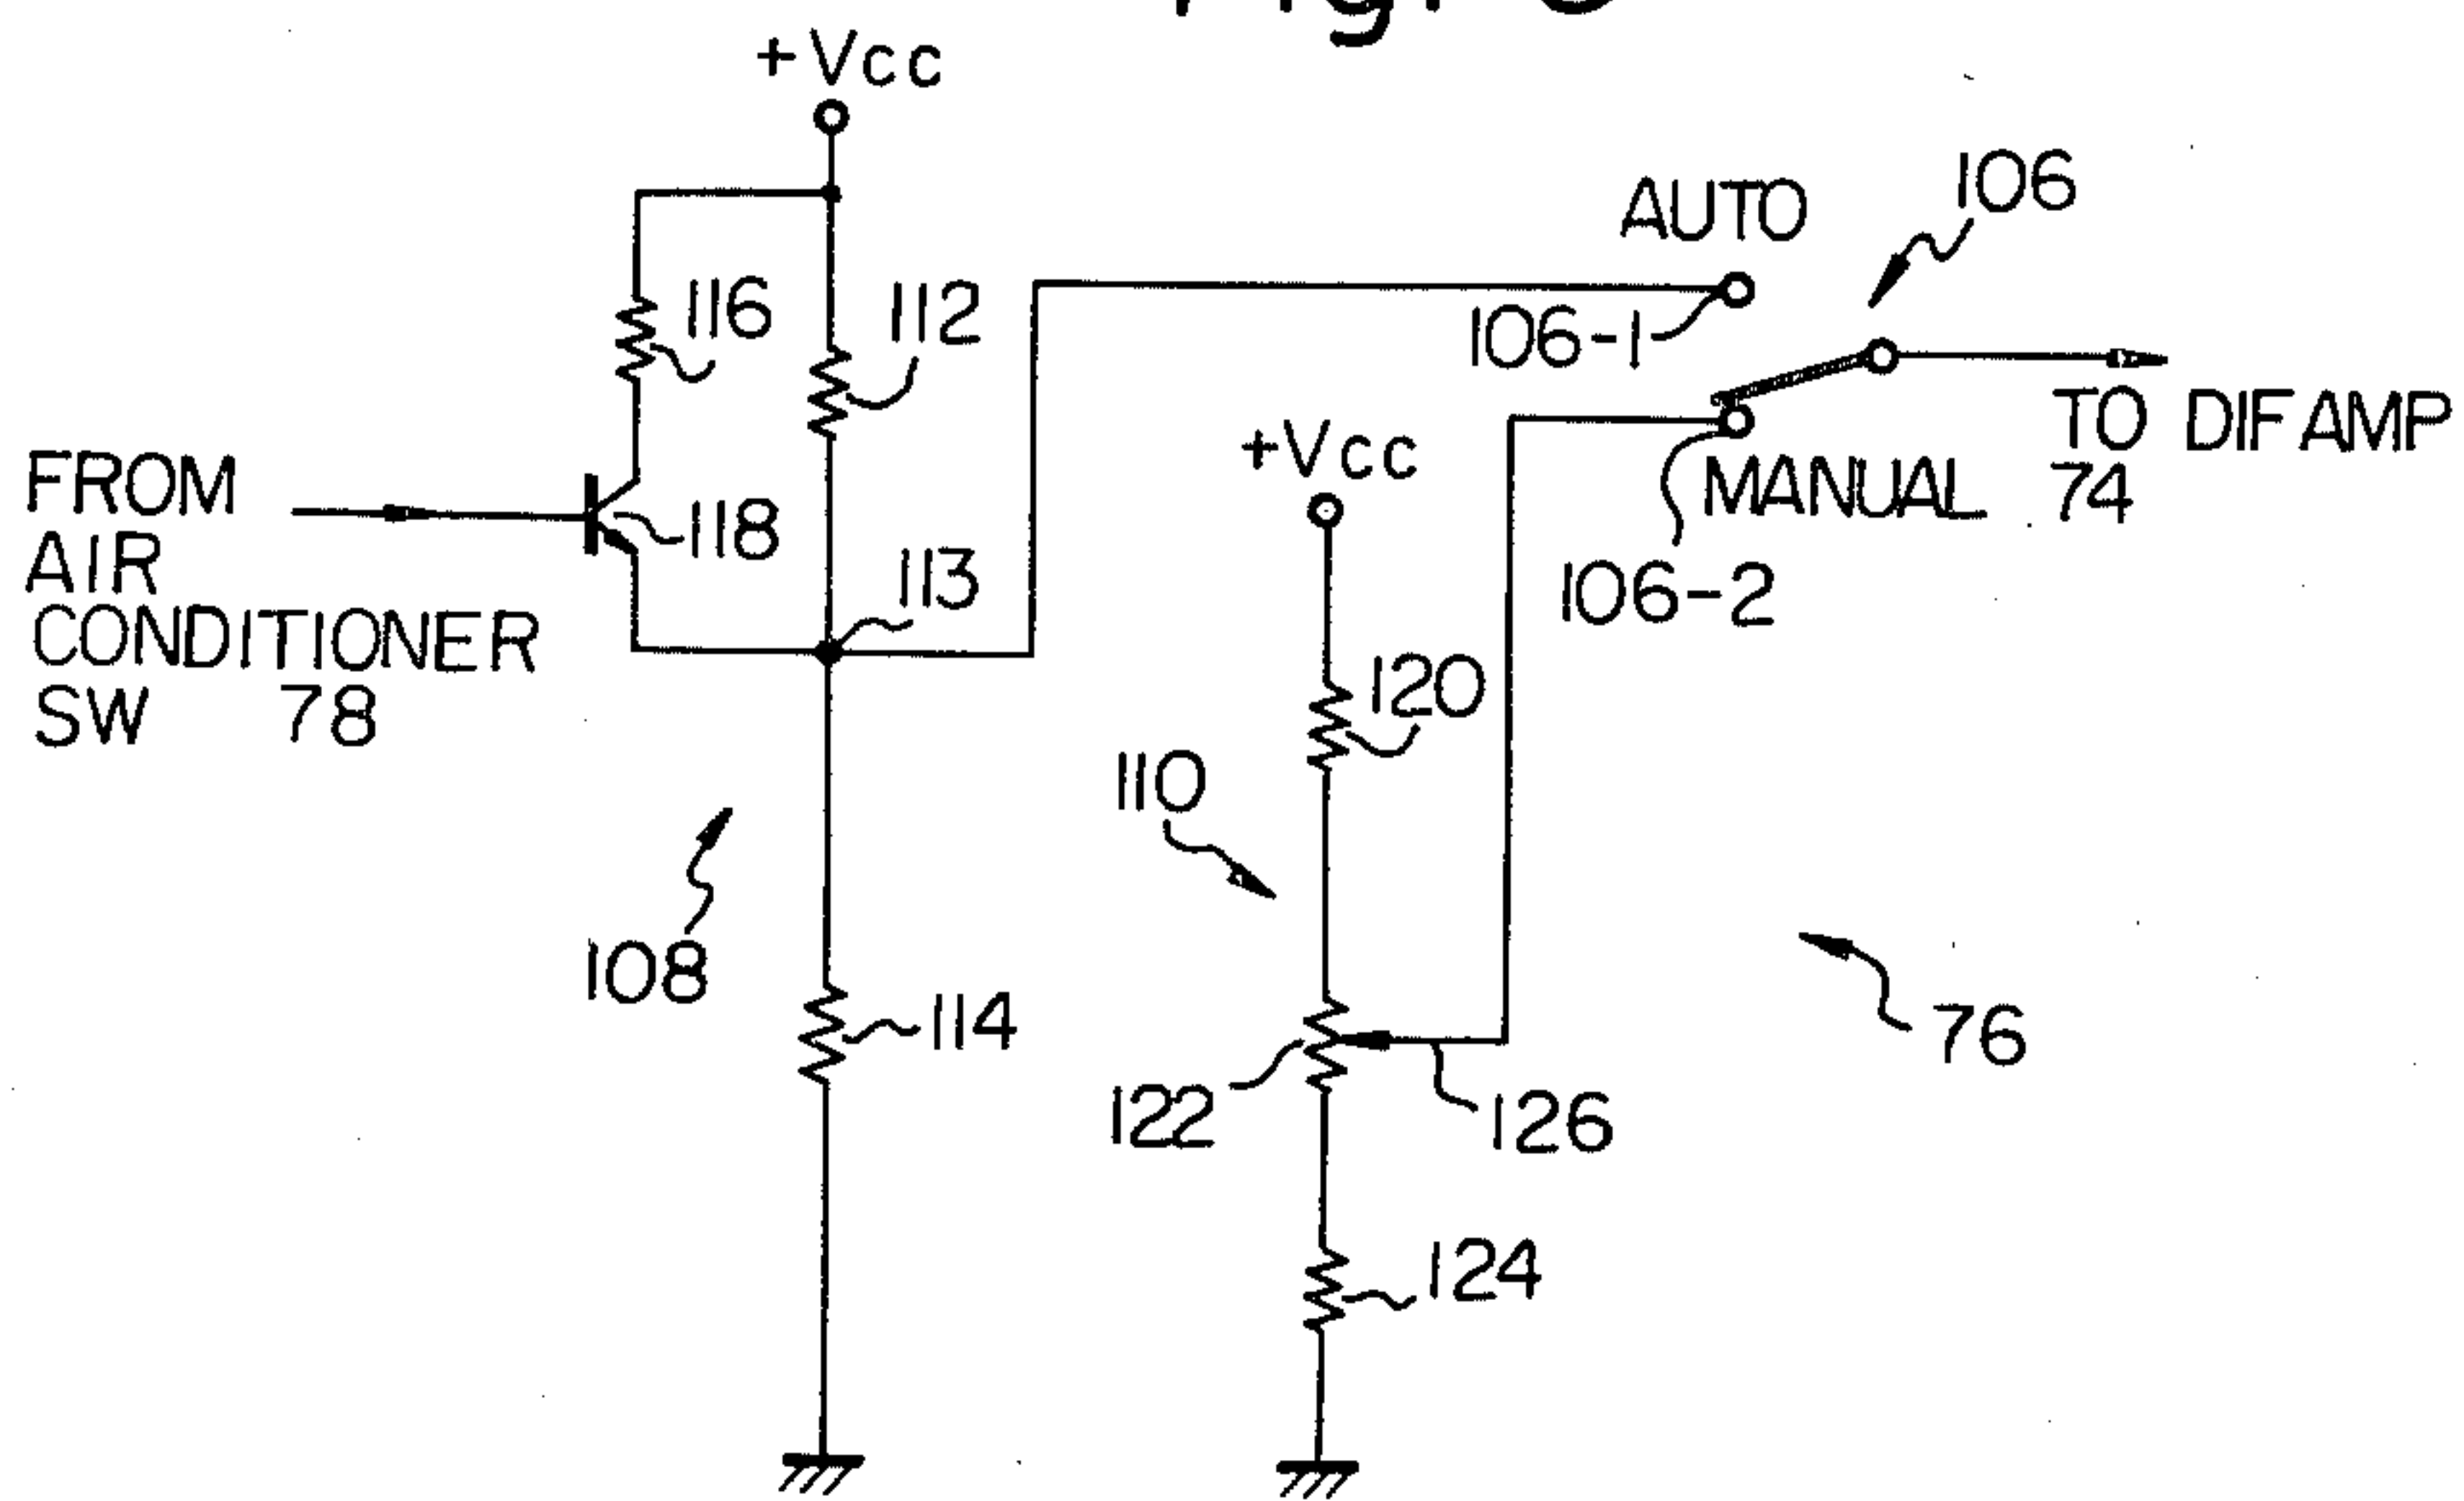 +Vcc
106
AUTO
116
112
106-1
TO DIF AMP
74
+Vcc
MANUAL
FROM
AIR
CONDITIONER
SW 78
118
113
106-2
120
110
108
114
76
122
126
124